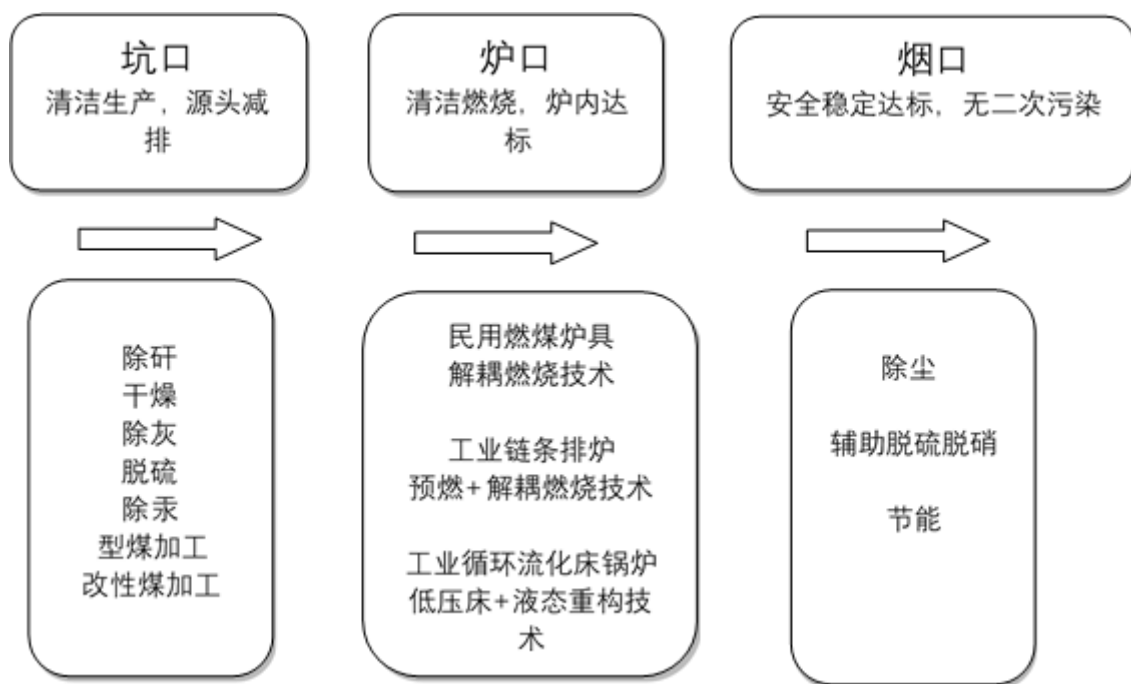 坑口
清洁生产，源头减
排
炉口
清洁燃烧，炉内达
标
烟口
安全稳定达标，无二次污染
除矸
干燥
除灰
脱硫
除汞
型煤加工
改性煤加工
民用燃煤炉具
解耦燃烧技术
工业链条排炉
预燃+解耦燃烧技术
工业循环流化床锅炉
低压床+液态重构技
术
除尘
辅助脱硫脱硝
节能